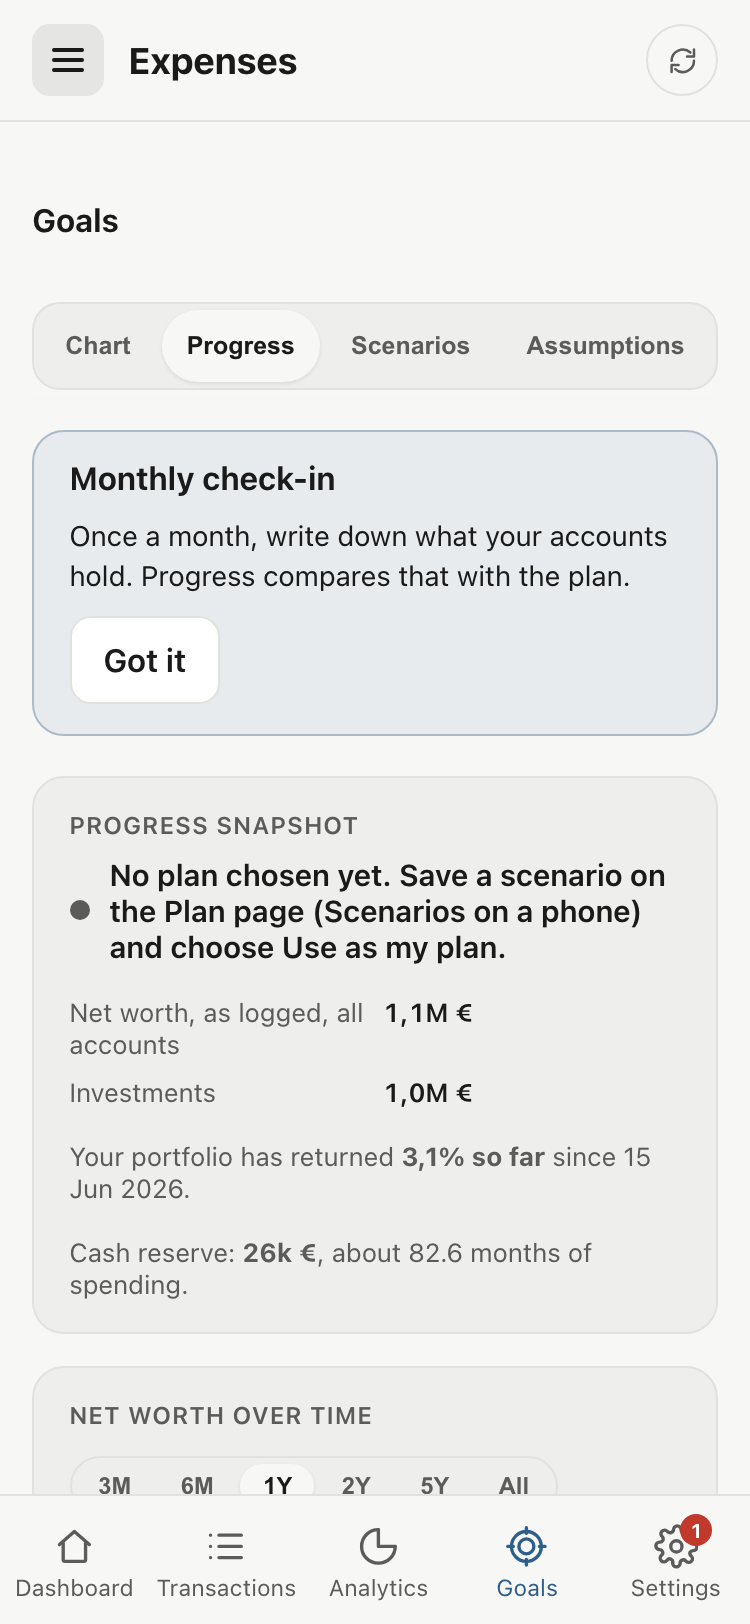 Expenses
Goals
Chart Progress Scenarios Assumptions
Monthly check-in
Once a month, write down what your accounts
hold. Progress compares that with the plan.
Got it
PROGRESS SNAPSHOT
No plan chosen yet. Save a scenario on
the Plan page (Scenarios on a phone)
and choose Use as my plan.
Net worth, as logged, all 1,1M €
accounts
Investments 1,0M €
Your portfolio has returned 3,1% so far since 15
Jun 2026.
Cash reserve: 26k €, about 82.6 months of
spending.
NET WORTH OVER TIME
3M 6M 1Y 2Y 5Y All
1
Dashboard Transactions Analytics Goals Settings